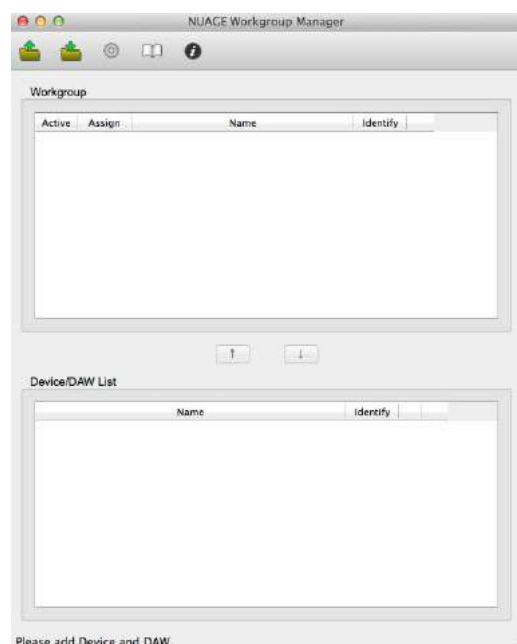 NUAGE Workgroup Manager
Workgroup
Active Assign Name Identify
Device/DAW List
Name Identify
Please add Device and DAW